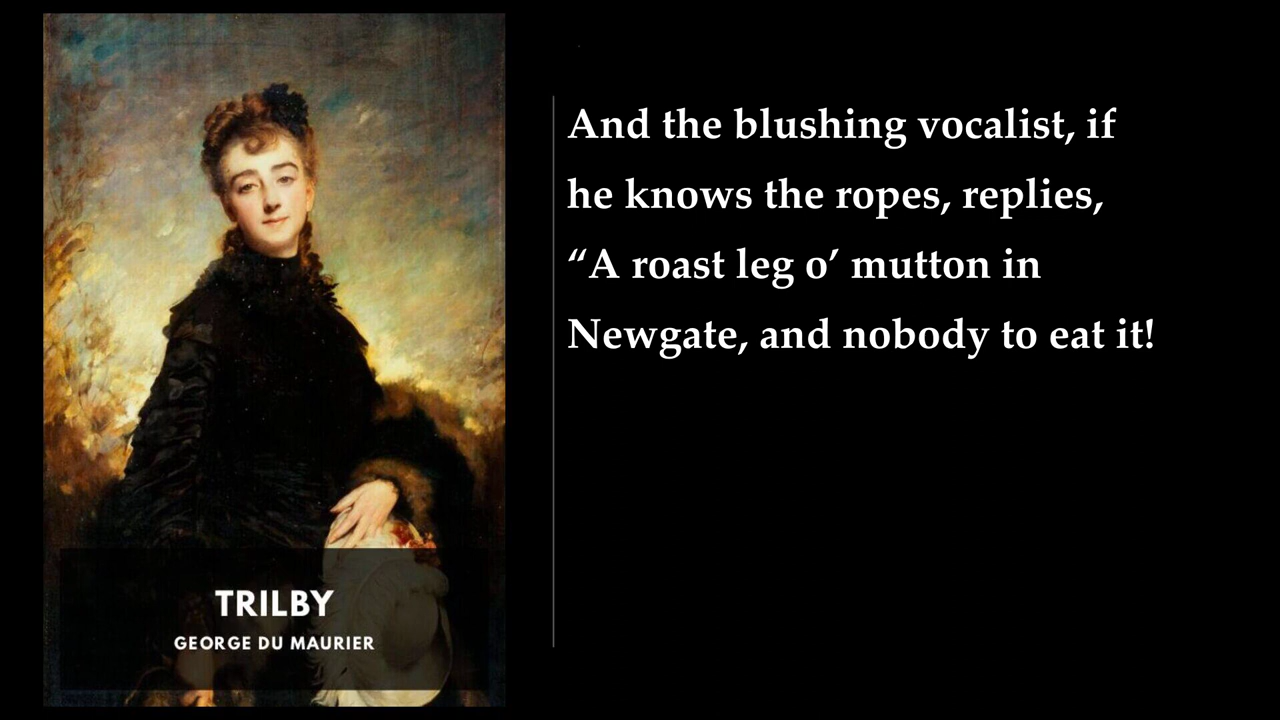 And the blushing vocalist, if
he knows the ropes, replies,
“A roast leg o’ mutton in
Newgate, and nobody to eat it!
TRILBY
GEORGE DU MAURIER